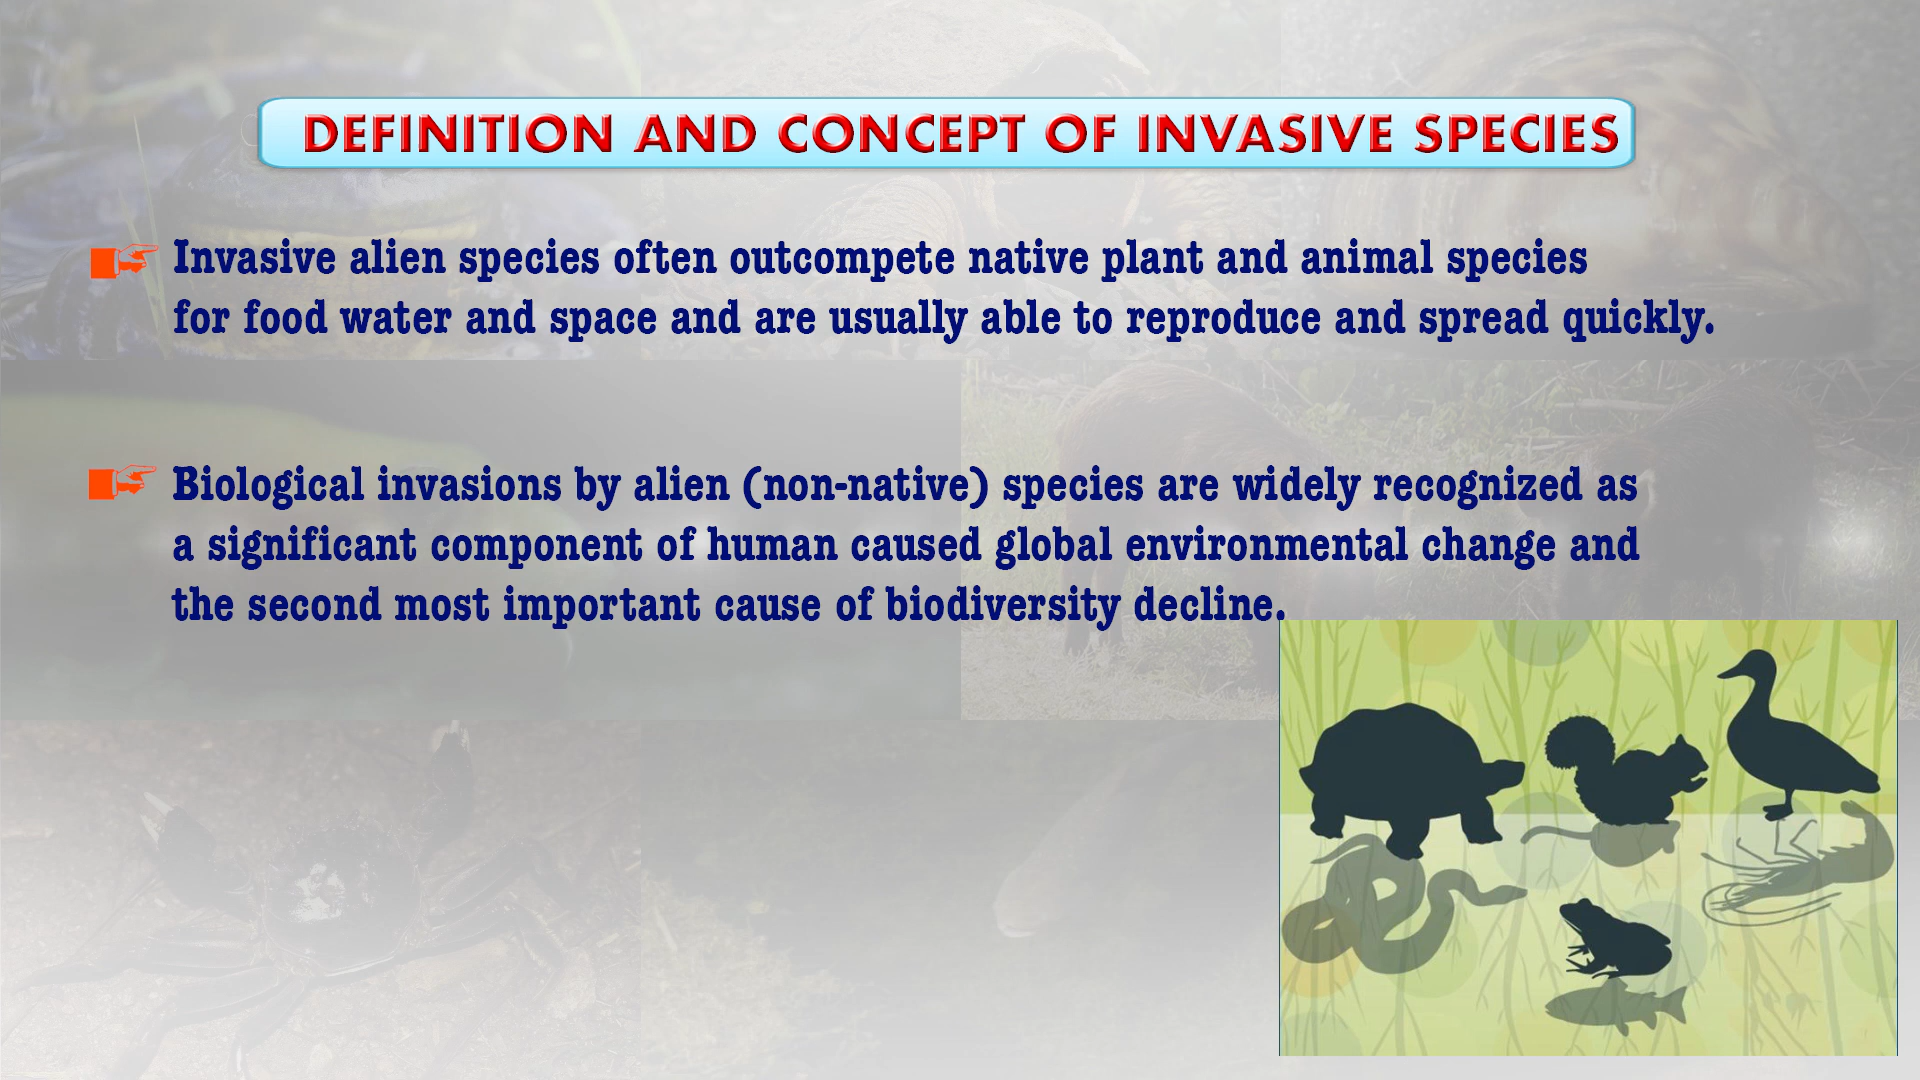 DEFINITION AND CONCEPT OF INVASIVE SPECIES
Invasive alien species often outcompete native plant and animal species
for food water and space and are usually able to reproduce and spread quickly.
Biological invasions by alien (non-native) species are widely recognized as
a significant component of human caused global environmental change and
the second most important cause of biodiversity decline.